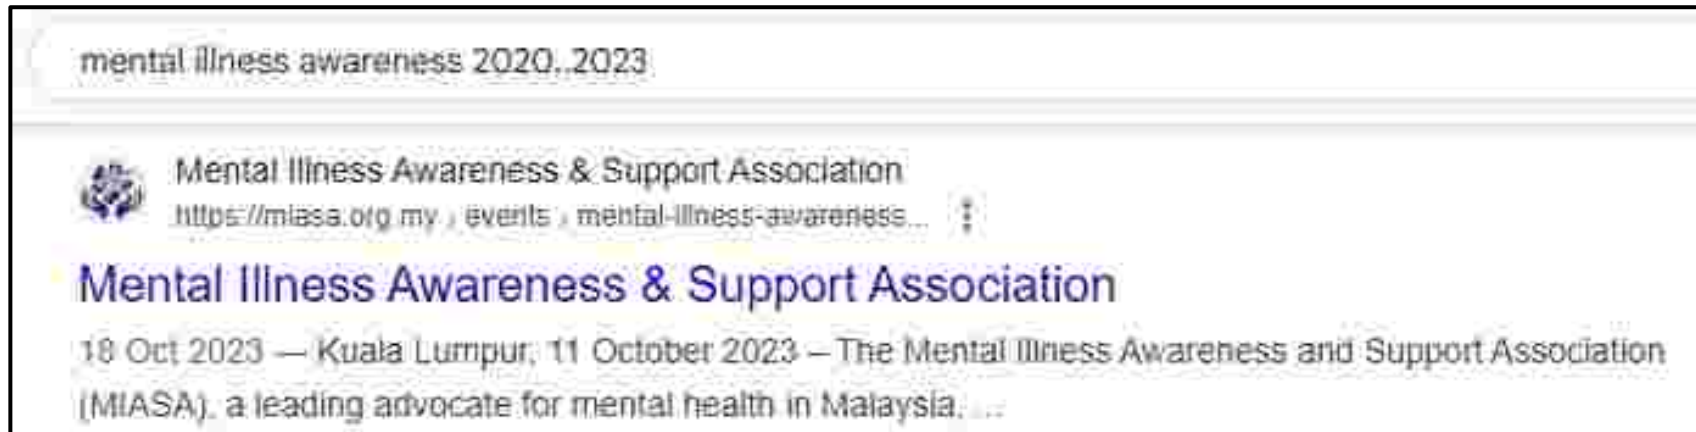 mental illness awareness 2020..2023
Mental Illness Awareness & Support Association
https://miasa.org.my › events › mental-illness-awareness...
Mental Illness Awareness & Support Association
18 Oct 2023 — Kuala Lumpur, 11 October 2023 – The Mental Illness Awareness and Support Association
(MIASA), a leading advocate for mental health in Malaysia, ...